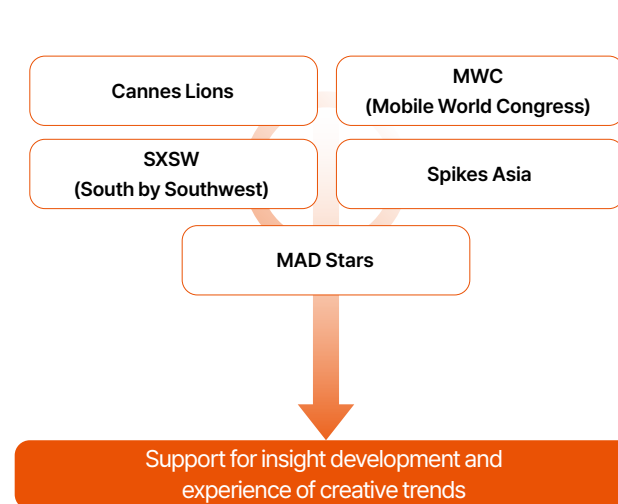 Cannes Lions
MWC
(Mobile World Congress)
SXSW
(South by Southwest)
Spikes Asia
MAD Stars
Support for insight development and
experience of creative trends